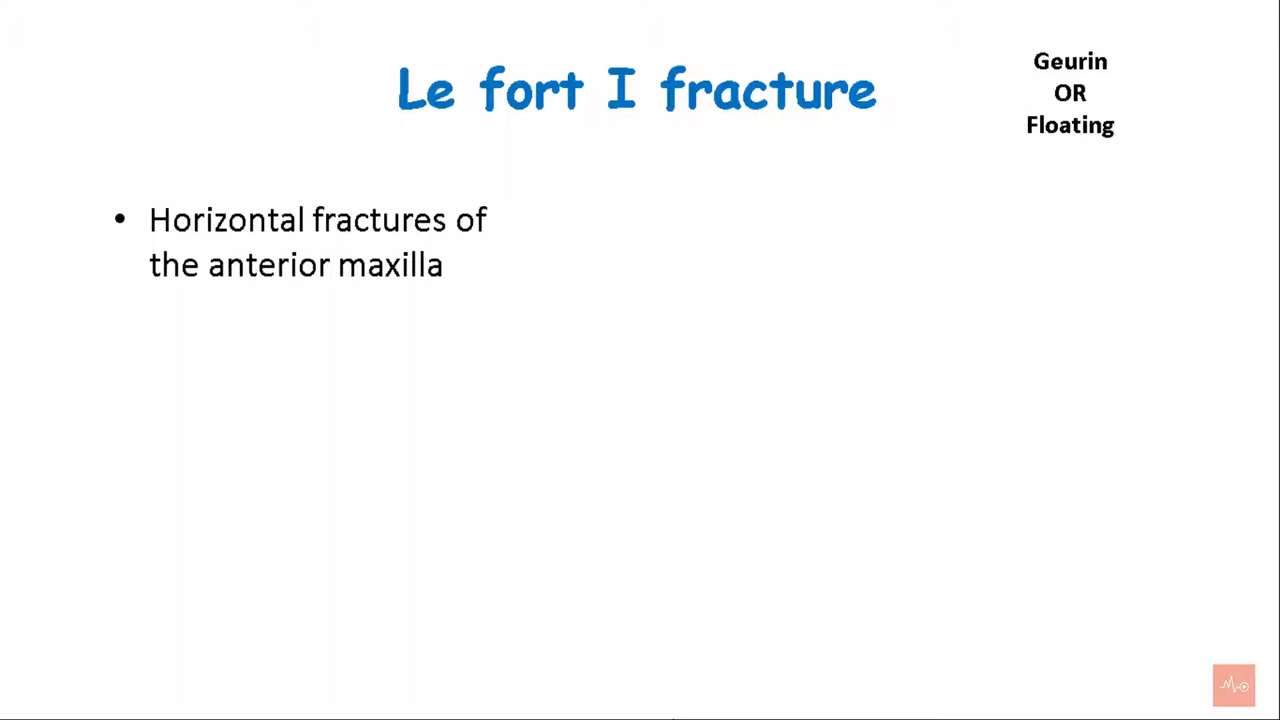 Le fort I fracture
Geurin
OR
Floating
• Horizontal fractures of
the anterior maxilla